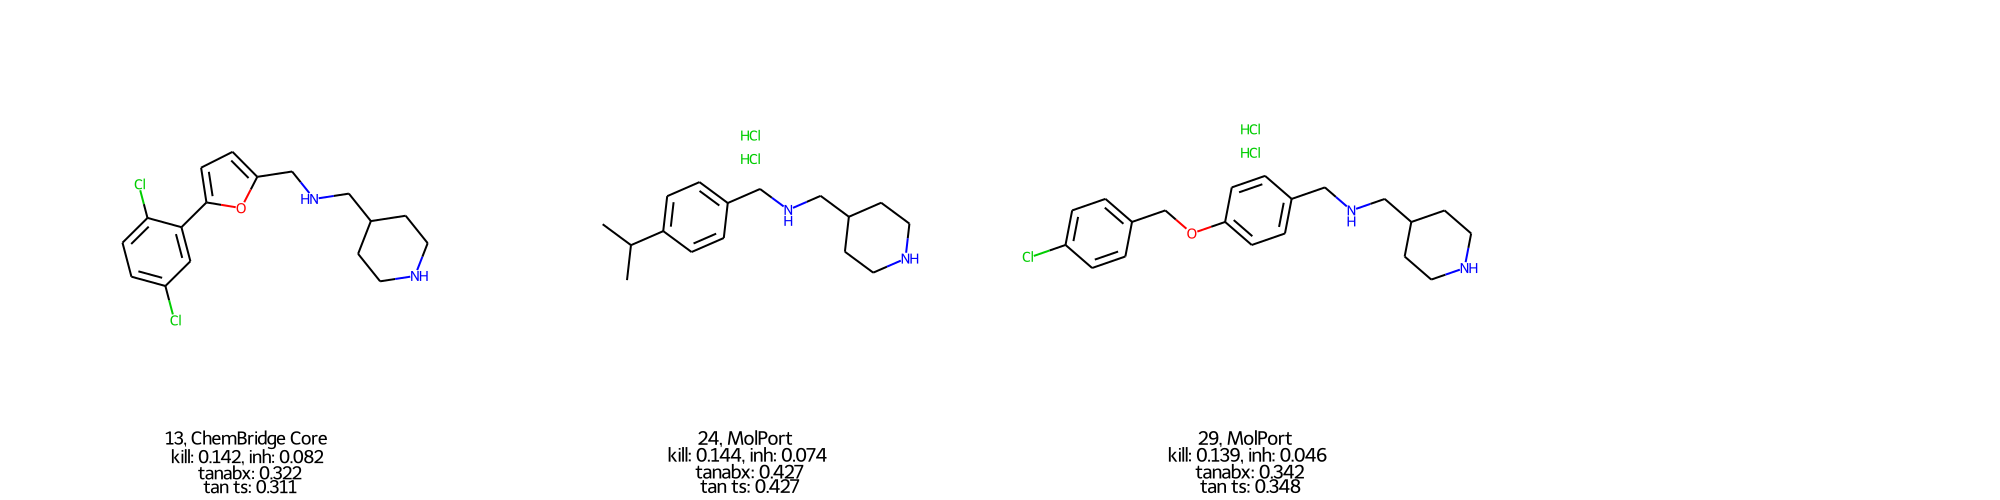 Cl
O
HN
NH
Cl
13, ChemBridge Core
kill: 0.142, inh: 0.082
tanabx: 0.322
tan ts: 0.311
HCl
HCl
N
H
NH
24, MolPort
kill: 0.144, inh: 0.074
tanabx: 0.427
tan ts: 0.427
HCl
HCl
Cl
O
N
H
NH
29, MolPort
kill: 0.139, inh: 0.046
tanabx: 0.342
tan ts: 0.348